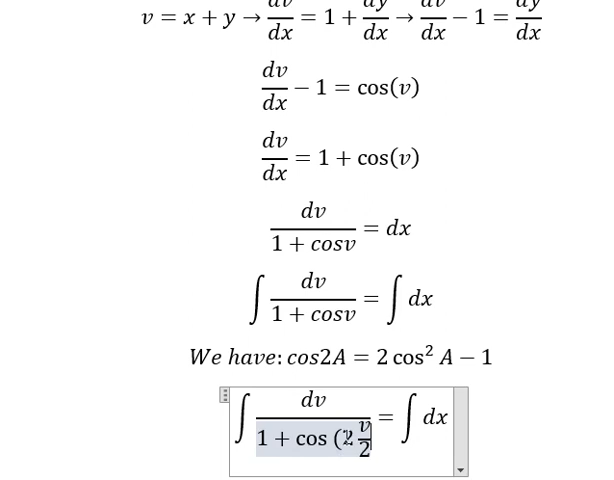 v = x + y → dv/dx = 1 + dy/dx → dv/dx − 1 = dy/dx
dv/dx − 1 = cos(v)
dv/dx = 1 + cos(v)
dv/(1 + cosv) = dx
∫ dv/(1 + cosv) = ∫ dx
We have: cos2A = 2 cos² A − 1
∫ dv/(1 + cos (2 v/2 = ∫ dx